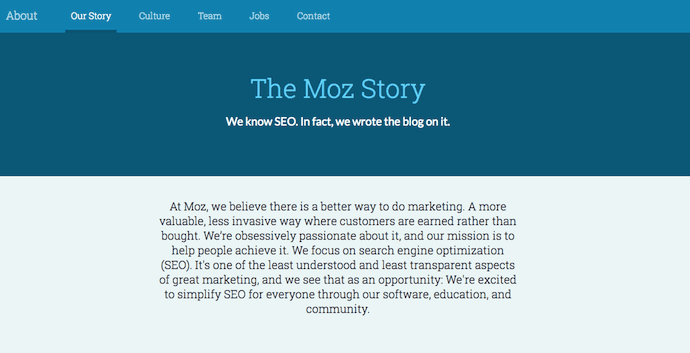 About Our Story Culture Team Jobs Contact
The Moz Story
We know SEO. In fact, we wrote the blog on it.
At Moz, we believe there is a better way to do marketing. A more
valuable, less invasive way where customers are earned rather than
bought. We're obsessively passionate about it, and our mission is to
help people achieve it. We focus on search engine optimization
(SEO). It's one of the least understood and least transparent aspects
of great marketing, and we see that as an opportunity: We're excited
to simplify SEO for everyone through our software, education, and
community.